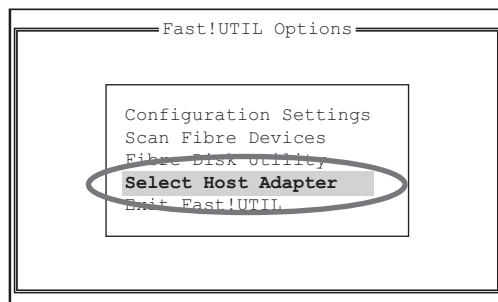 Fast!UTIL Options
Configuration Settings
Scan Fibre Devices
Fibre Disk Utility
Select Host Adapter
Exit Fast!UTIL